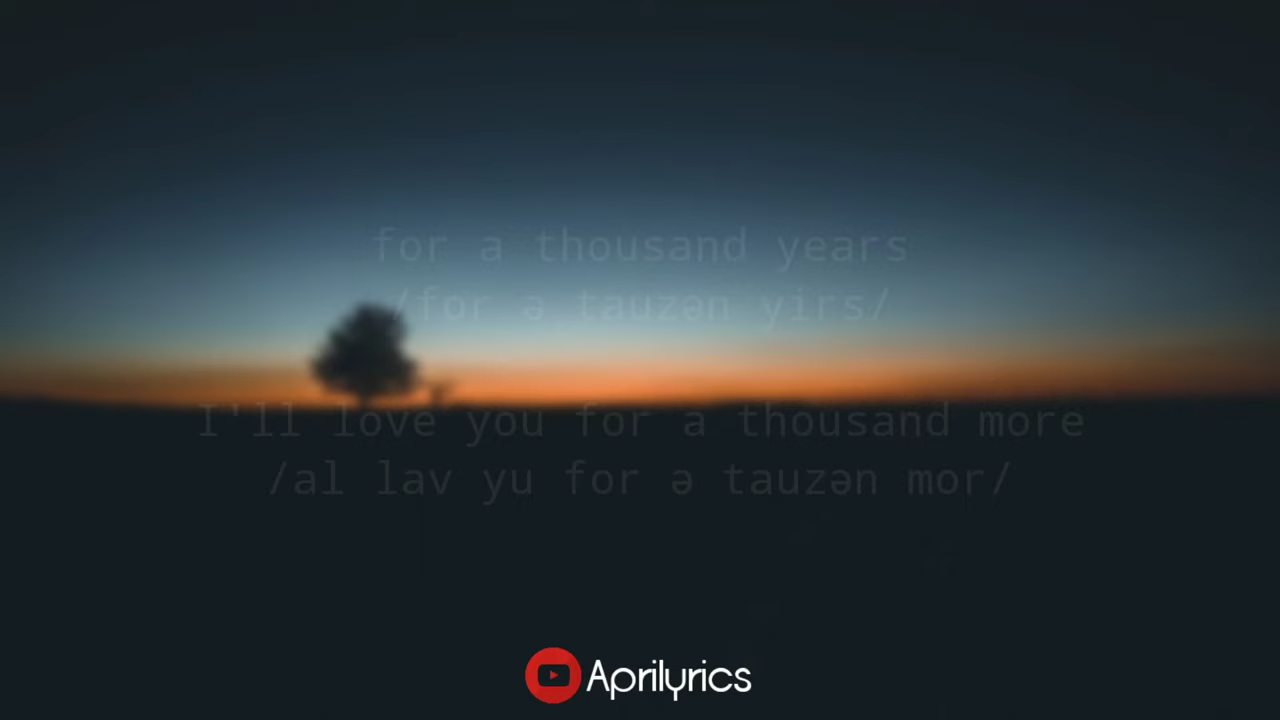 for a thousand years
/for ə tauzən yirs/
I'll love you for a thousand more
/al lav yu for ə tauzən mor/
Aprilyrics